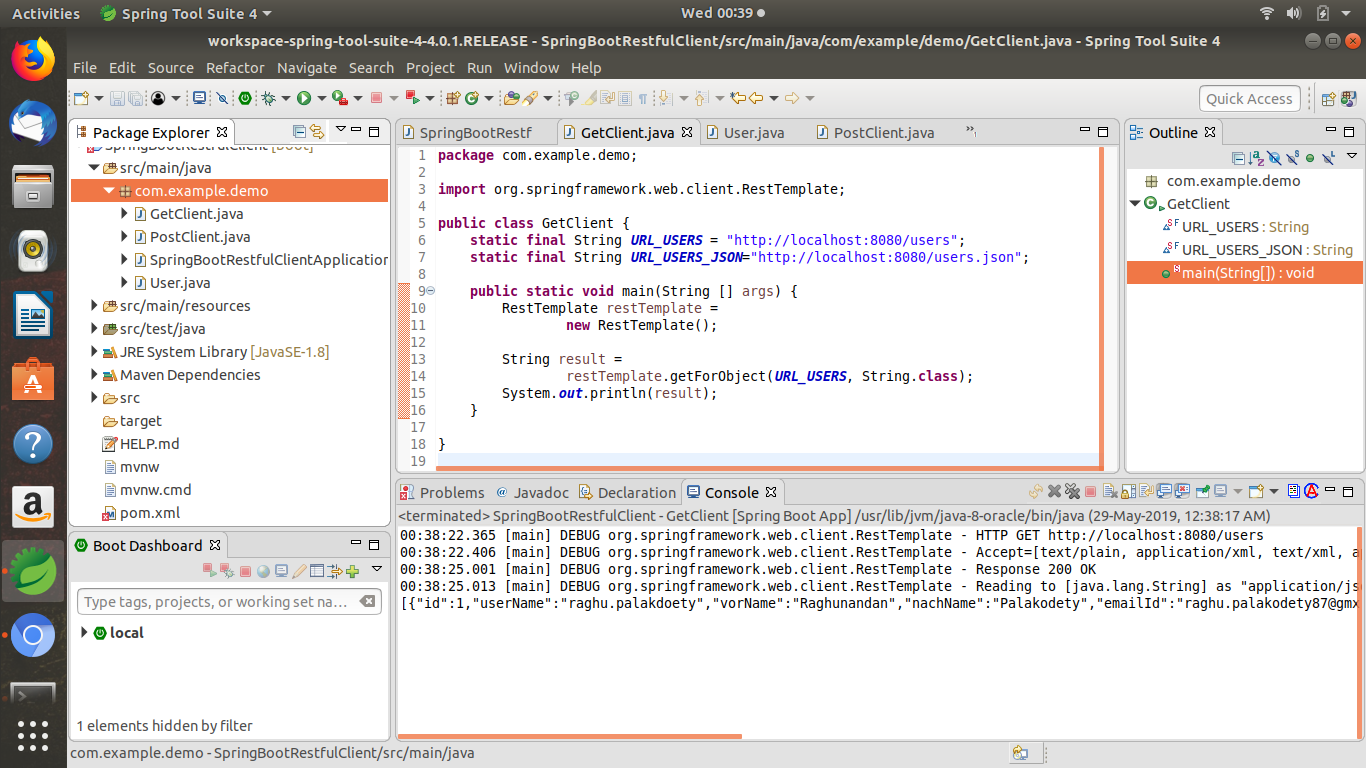 Activities
Spring Tool Suite 4
Wed 00:39
workspace-spring-tool-suite-4-4.0.1.RELEASE - SpringBootRestfulClient/src/main/java/com/example/demo/GetClient.java - Spring Tool Suite 4
File Edit Source Refactor Navigate Search Project Run Window Help
Quick Access
Package Explorer
SpringBootRestfulClient [boot]
src/main/java
com.example.demo
GetClient.java
PostClient.java
SpringBootRestfulClientApplication
User.java
src/main/resources
src/test/java
JRE System Library [JavaSE-1.8]
Maven Dependencies
src
target
HELP.md
mvnw
mvnw.cmd
pom.xml
Boot Dashboard
Type tags, projects, or working set na...
local
1 elements hidden by filter
SpringBootRestf GetClient.java User.java PostClient.java
1 package com.example.demo;
2
3 import org.springframework.web.client.RestTemplate;
4
5 public class GetClient {
6 static final String URL_USERS = "http://localhost:8080/users";
7 static final String URL_USERS_JSON="http://localhost:8080/users.json";
8
9 public static void main(String [] args) {
10 RestTemplate restTemplate =
11 new RestTemplate();
12
13 String result =
14 restTemplate.getForObject(URL_USERS, String.class);
15 System.out.println(result);
16 }
17
18 }
19
Outline
com.example.demo
GetClient
URL_USERS : String
URL_USERS_JSON : String
main(String[]) : void
Problems Javadoc Declaration Console
<terminated> SpringBootRestfulClient - GetClient [Spring Boot App] /usr/lib/jvm/java-8-oracle/bin/java (29-May-2019, 12:38:17 AM)
00:38:22.365 [main] DEBUG org.springframework.web.client.RestTemplate - HTTP GET http://localhost:8080/users
00:38:22.406 [main] DEBUG org.springframework.web.client.RestTemplate - Accept=[text/plain, application/xml, text/xml, a
00:38:25.001 [main] DEBUG org.springframework.web.client.RestTemplate - Response 200 OK
00:38:25.013 [main] DEBUG org.springframework.web.client.RestTemplate - Reading to [java.lang.String] as "application/js
[{"id":1,"userName":"raghu.palakdoety","vorName":"Raghunandan","nachName":"Palakodety","emailId":"raghu.palakodety87@gmx
com.example.demo - SpringBootRestfulClient/src/main/java